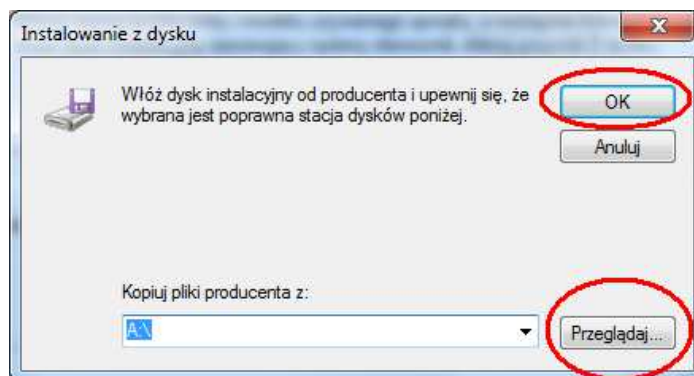 Instalowanie z dysku
Włóż dysk instalacyjny od producenta i upewnij się, że
wybrana jest poprawna stacja dysków poniżej.
OK
Anuluj
Kopiuj pliki producenta z:
A:\
Przeglądaj...